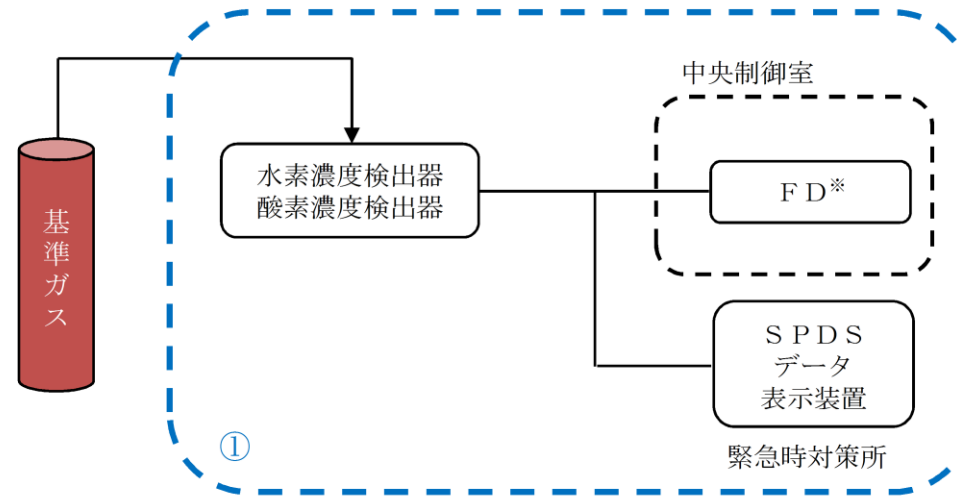 中央制御室
水素濃度検出器
酸素濃度検出器
ＦＤ※
基準ガス
ＳＰＤＳ
データ
表示装置
緊急時対策所
①